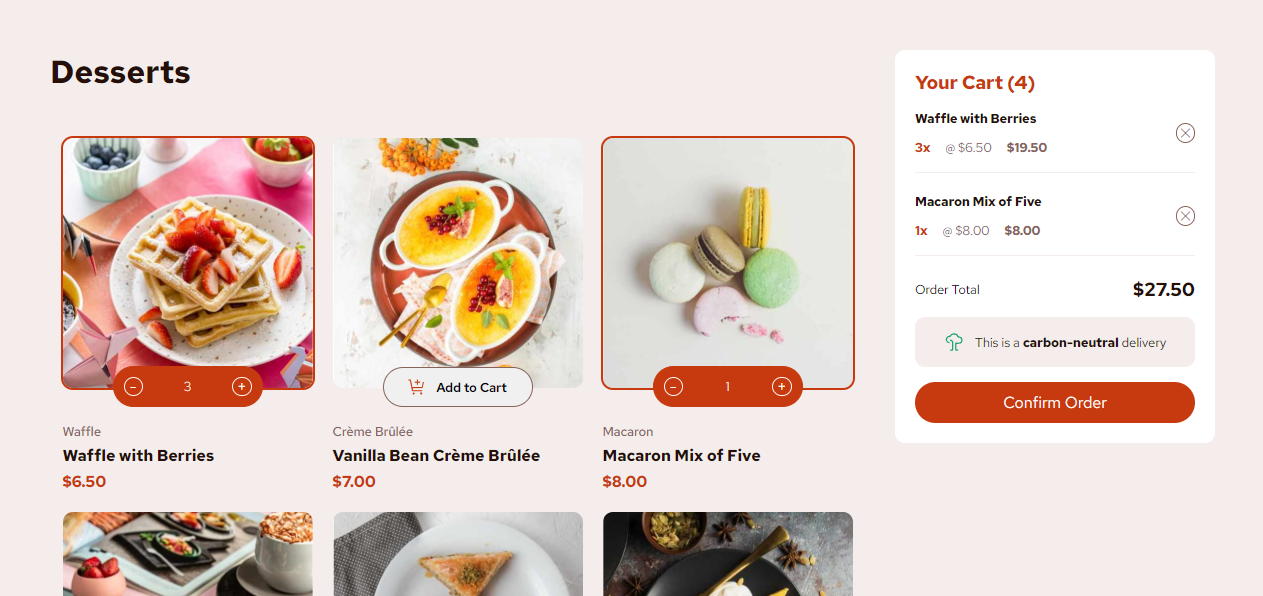 Desserts
3
Waffle
Waffle with Berries
$6.50
Add to Cart
Crème Brûlée
Vanilla Bean Crème Brûlée
$7.00
1
Macaron
Macaron Mix of Five
$8.00
Your Cart (4)
Waffle with Berries
3x @ $6.50 $19.50
Macaron Mix of Five
1x @ $8.00 $8.00
Order Total $27.50
This is a carbon-neutral delivery
Confirm Order